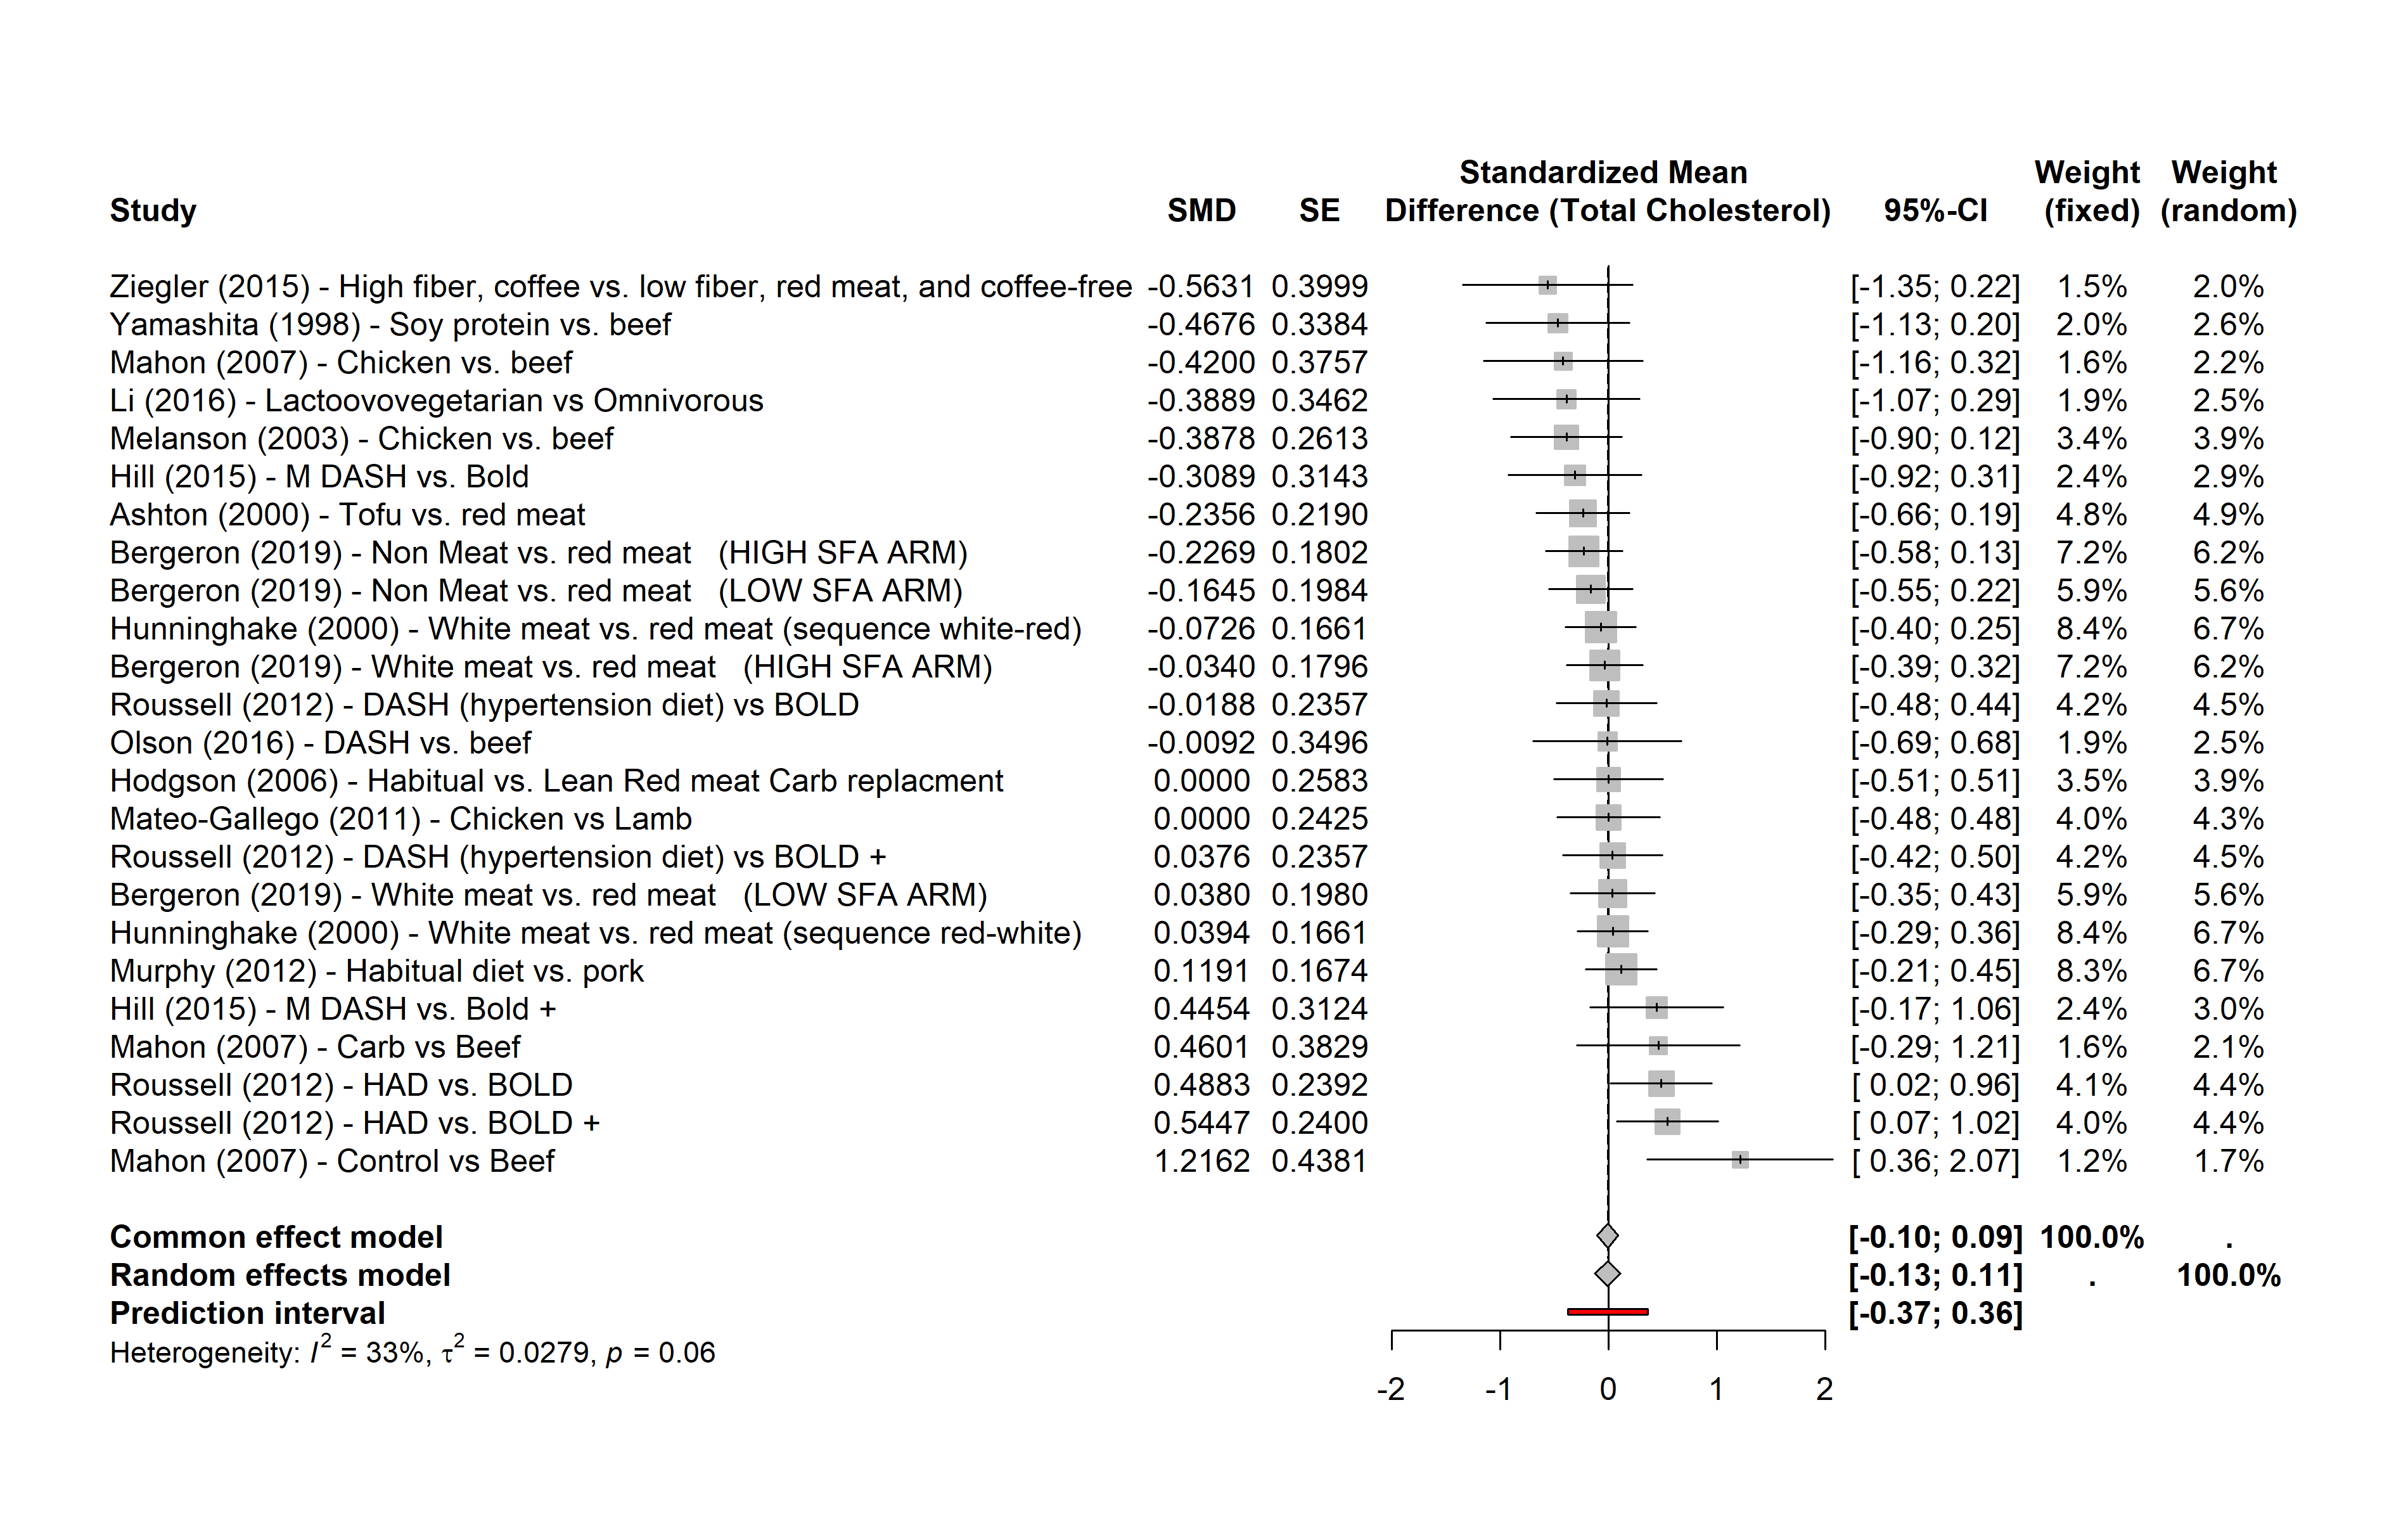 Standardized Mean Weight Weight
Study SMD SE Difference (Total Cholesterol) 95%-CI (fixed) (random)
Ziegler (2015) - High fiber, coffee vs. low fiber, red meat, and coffee-free -0.5631 0.3999 [-1.35; 0.22] 1.5% 2.0%
Yamashita (1998) - Soy protein vs. beef -0.4676 0.3384 [-1.13; 0.20] 2.0% 2.6%
Mahon (2007) - Chicken vs. beef -0.4200 0.3757 [-1.16; 0.32] 1.6% 2.2%
Li (2016) - Lactoovovegetarian vs Omnivorous -0.3889 0.3462 [-1.07; 0.29] 1.9% 2.5%
Melanson (2003) - Chicken vs. beef -0.3878 0.2613 [-0.90; 0.12] 3.4% 3.9%
Hill (2015) - M DASH vs. Bold -0.3089 0.3143 [-0.92; 0.31] 2.4% 2.9%
Ashton (2000) - Tofu vs. red meat -0.2356 0.2190 [-0.66; 0.19] 4.8% 4.9%
Bergeron (2019) - Non Meat vs. red meat (HIGH SFA ARM) -0.2269 0.1802 [-0.58; 0.13] 7.2% 6.2%
Bergeron (2019) - Non Meat vs. red meat (LOW SFA ARM) -0.1645 0.1984 [-0.55; 0.22] 5.9% 5.6%
Hunninghake (2000) - White meat vs. red meat (sequence white-red) -0.0726 0.1661 [-0.40; 0.25] 8.4% 6.7%
Bergeron (2019) - White meat vs. red meat (HIGH SFA ARM) -0.0340 0.1796 [-0.39; 0.32] 7.2% 6.2%
Roussell (2012) - DASH (hypertension diet) vs BOLD -0.0188 0.2357 [-0.48; 0.44] 4.2% 4.5%
Olson (2016) - DASH vs. beef -0.0092 0.3496 [-0.69; 0.68] 1.9% 2.5%
Hodgson (2006) - Habitual vs. Lean Red meat Carb replacment 0.0000 0.2583 [-0.51; 0.51] 3.5% 3.9%
Mateo-Gallego (2011) - Chicken vs Lamb 0.0000 0.2425 [-0.48; 0.48] 4.0% 4.3%
Roussell (2012) - DASH (hypertension diet) vs BOLD + 0.0376 0.2357 [-0.42; 0.50] 4.2% 4.5%
Bergeron (2019) - White meat vs. red meat (LOW SFA ARM) 0.0380 0.1980 [-0.35; 0.43] 5.9% 5.6%
Hunninghake (2000) - White meat vs. red meat (sequence red-white) 0.0394 0.1661 [-0.29; 0.36] 8.4% 6.7%
Murphy (2012) - Habitual diet vs. pork 0.1191 0.1674 [-0.21; 0.45] 8.3% 6.7%
Hill (2015) - M DASH vs. Bold + 0.4454 0.3124 [-0.17; 1.06] 2.4% 3.0%
Mahon (2007) - Carb vs Beef 0.4601 0.3829 [-0.29; 1.21] 1.6% 2.1%
Roussell (2012) - HAD vs. BOLD 0.4883 0.2392 [ 0.02; 0.96] 4.1% 4.4%
Roussell (2012) - HAD vs. BOLD + 0.5447 0.2400 [ 0.07; 1.02] 4.0% 4.4%
Mahon (2007) - Control vs Beef 1.2162 0.4381 [ 0.36; 2.07] 1.2% 1.7%
Common effect model [-0.10; 0.09] 100.0% .
Random effects model [-0.13; 0.11] . 100.0%
Prediction interval [-0.37; 0.36]
Heterogeneity: I² = 33%, τ² = 0.0279, p = 0.06
-2 -1 0 1 2